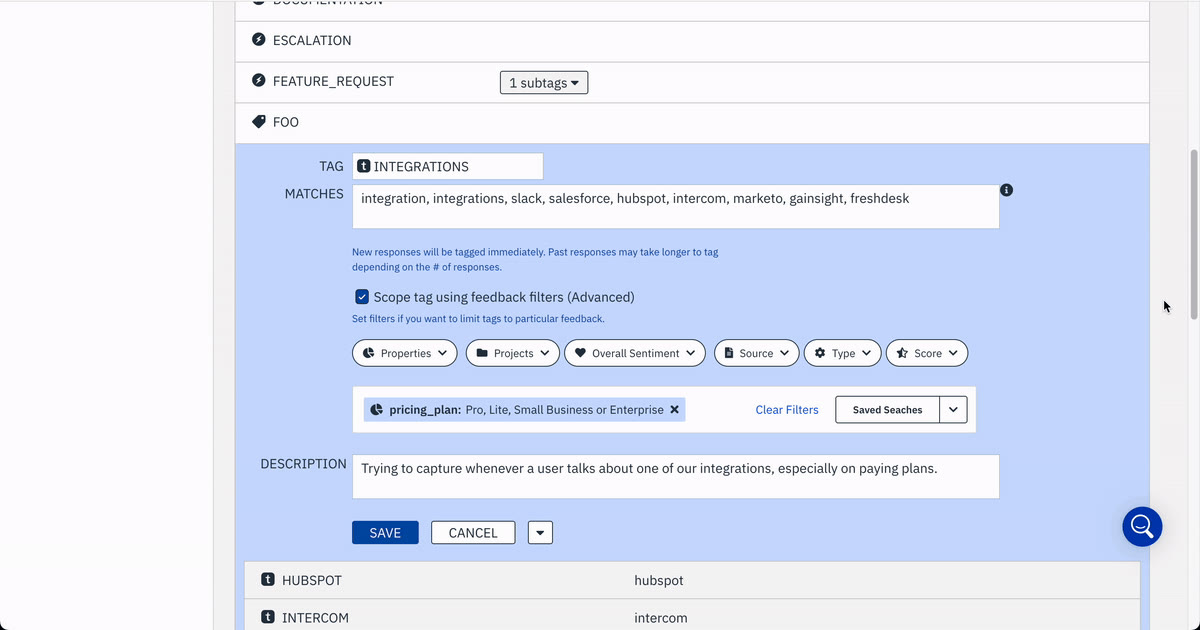 DOCUMENTATION
ESCALATION
FEATURE_REQUEST 1 subtags
FOO
TAG t INTEGRATIONS
MATCHES integration, integrations, slack, salesforce, hubspot, intercom, marketo, gainsight, freshdesk
New responses will be tagged immediately. Past responses may take longer to tag
depending on the # of responses.
Scope tag using feedback filters (Advanced)
Set filters if you want to limit tags to particular feedback.
Properties Projects Overall Sentiment Source Type Score
pricing_plan: Pro, Lite, Small Business or Enterprise Clear Filters Saved Seaches
DESCRIPTION Trying to capture whenever a user talks about one of our integrations, especially on paying plans.
SAVE CANCEL
t HUBSPOT hubspot
t INTERCOM intercom